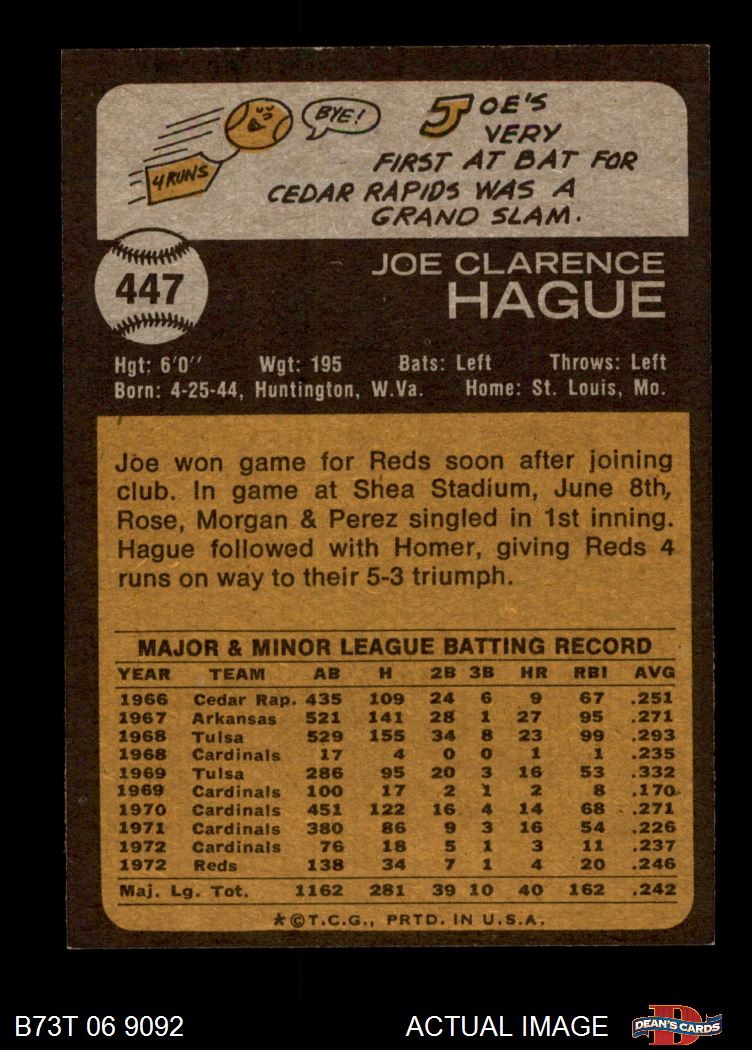 4 RUNS
BYE!
JOE'S
VERY
FIRST AT BAT FOR
CEDAR RAPIDS WAS A
GRAND SLAM.
447
JOE CLARENCE
HAGUE
Hgt: 6'0" Wgt: 195 Bats: Left Throws: Left
Born: 4-25-44, Huntington, W.Va. Home: St. Louis, Mo.
Joe won game for Reds soon after joining
club. In game at Shea Stadium, June 8th,
Rose, Morgan & Perez singled in 1st inning.
Hague followed with Homer, giving Reds 4
runs on way to their 5-3 triumph.
MAJOR & MINOR LEAGUE BATTING RECORD
YEAR TEAM AB H 2B 3B HR RBI AVG
1966 Cedar Rap. 435 109 24 6 9 67 .251
1967 Arkansas 521 141 28 1 27 95 .271
1968 Tulsa 529 155 34 8 23 99 .293
1968 Cardinals 17 4 0 0 1 1 .235
1969 Tulsa 286 95 20 3 16 53 .332
1969 Cardinals 100 17 2 1 2 8 .170
1970 Cardinals 451 122 16 4 14 68 .271
1971 Cardinals 380 86 9 3 16 54 .226
1972 Cardinals 76 18 5 1 3 11 .237
1972 Reds 138 34 7 1 4 20 .246
Maj. Lg. Tot. 1162 281 39 10 40 162 .242
*©T.C.G., PRTD. IN U.S.A.
B73T 06 9092 ACTUAL IMAGE D DEAN'S CARDS